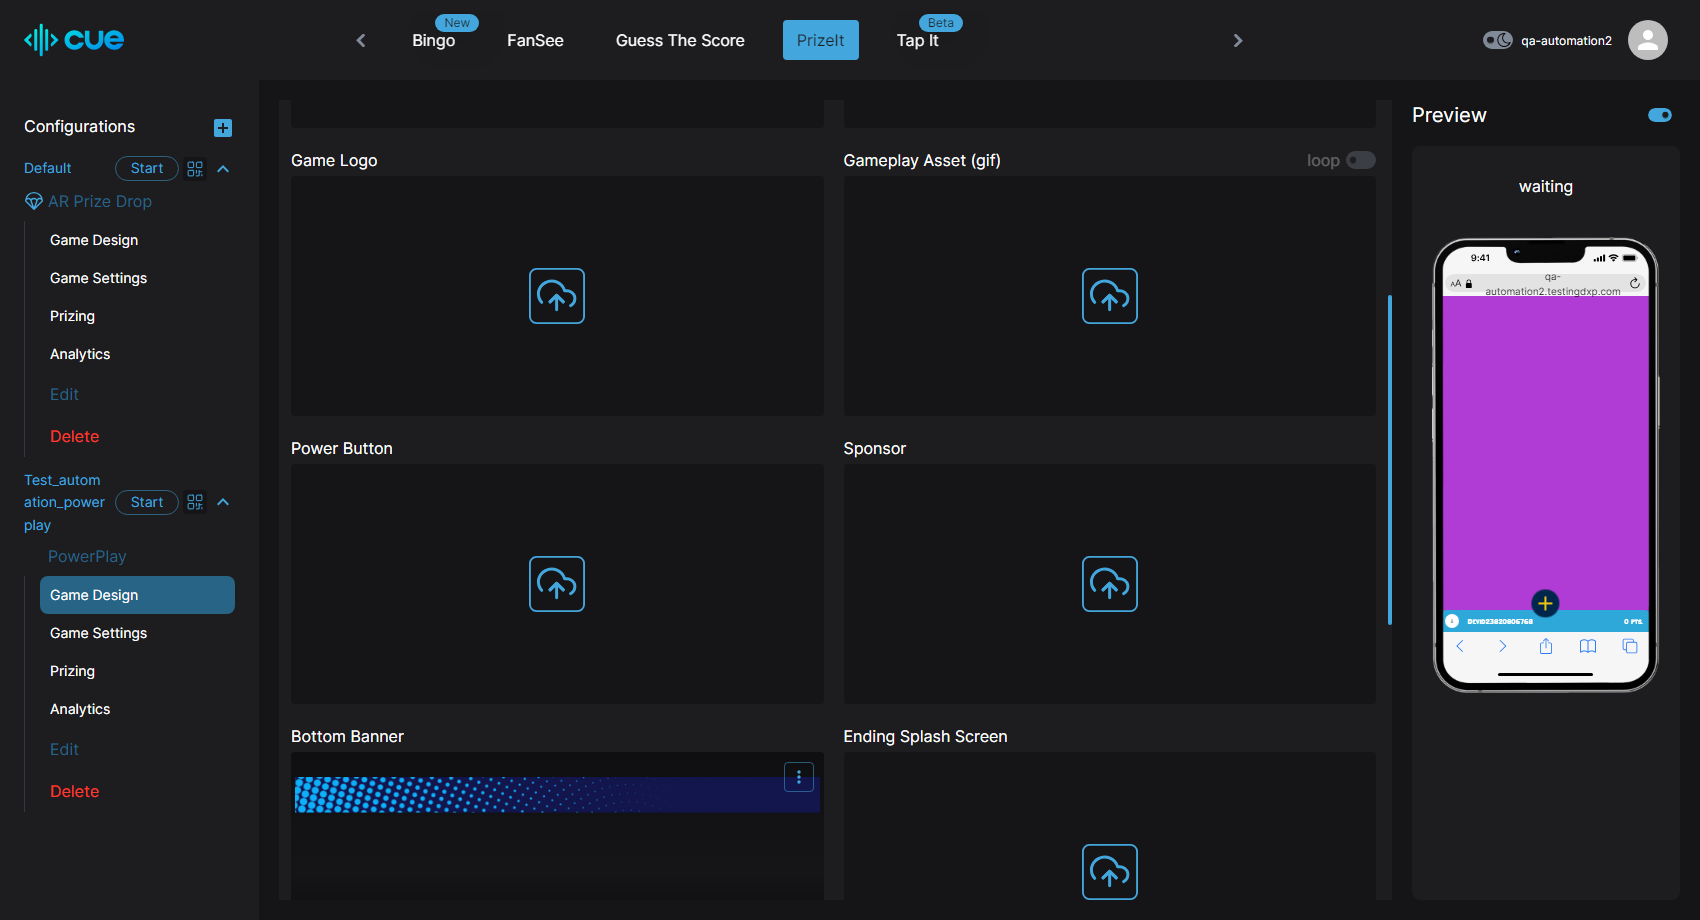 cue
New
Bingo
FanSee
Guess The Score
PrizeIt
Beta
Tap It
qa-automation2
Configurations
Default
Start
AR Prize Drop
Game Design
Game Settings
Prizing
Analytics
Edit
Delete
Test_autom
ation_power
play
Start
PowerPlay
Game Design
Game Settings
Prizing
Analytics
Edit
Delete
Game Logo
Gameplay Asset (gif)
loop
Power Button
Sponsor
Bottom Banner
Ending Splash Screen
Preview
waiting
9:41
AA
qa-
automation2.testingdxp.com
0 PTS.